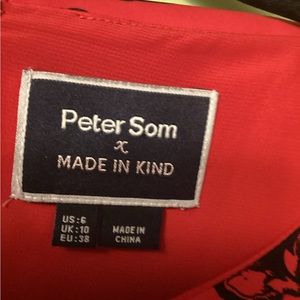 Peter Som
x
MADE IN KIND
US:6
UK:10
EU:38
MADE IN
CHINA